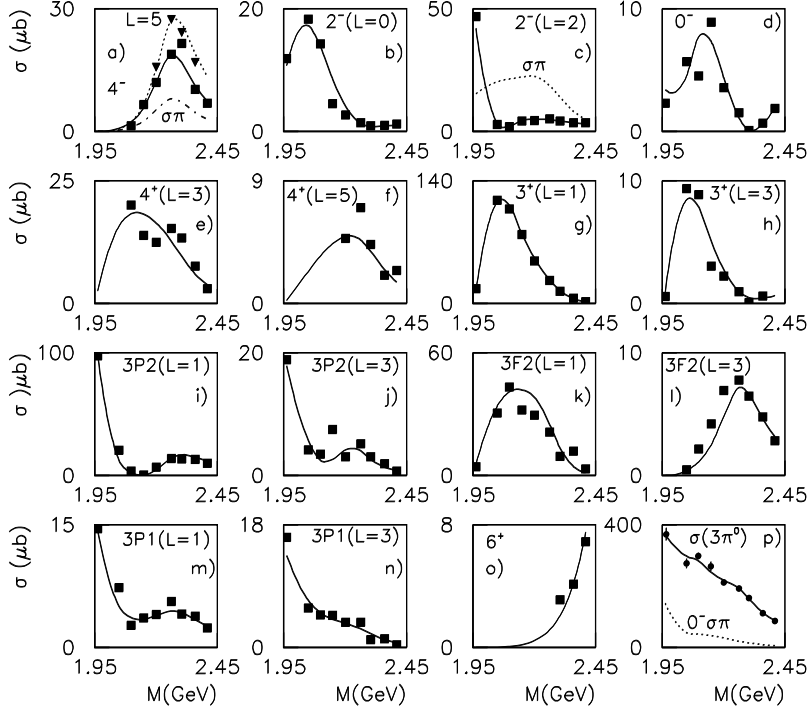 σ (μb)
30
0
L=5
a)
4⁻
σπ
1.95 2.45
20
0
2⁻(L=0)
b)
1.95 2.45
50
0
2⁻(L=2)
σπ
c)
1.95 2.45
10
0
0⁻
d)
1.95 2.45
σ (μb)
25
0
4⁺(L=3)
e)
1.95 2.45
9
0
4⁺(L=5)
f)
1.95 2.45
140
0
3⁺(L=1)
g)
1.95 2.45
10
0
3⁺(L=3)
h)
1.95 2.45
σ (μb)
100
0
3P2(L=1)
i)
1.95 2.45
20
0
3P2(L=3)
j)
1.95 2.45
60
0
3F2(L=1)
k)
1.95 2.45
10
0
3F2(L=3)
l)
1.95 2.45
σ (μb)
15
0
3P1(L=1)
m)
1.95 2.45
M(GeV)
18
0
3P1(L=3)
n)
1.95 2.45
M(GeV)
8
0
6⁺
o)
1.95 2.45
M(GeV)
400
0
σ(3π⁰)
p)
0⁻σπ
1.95 2.45
M(GeV)